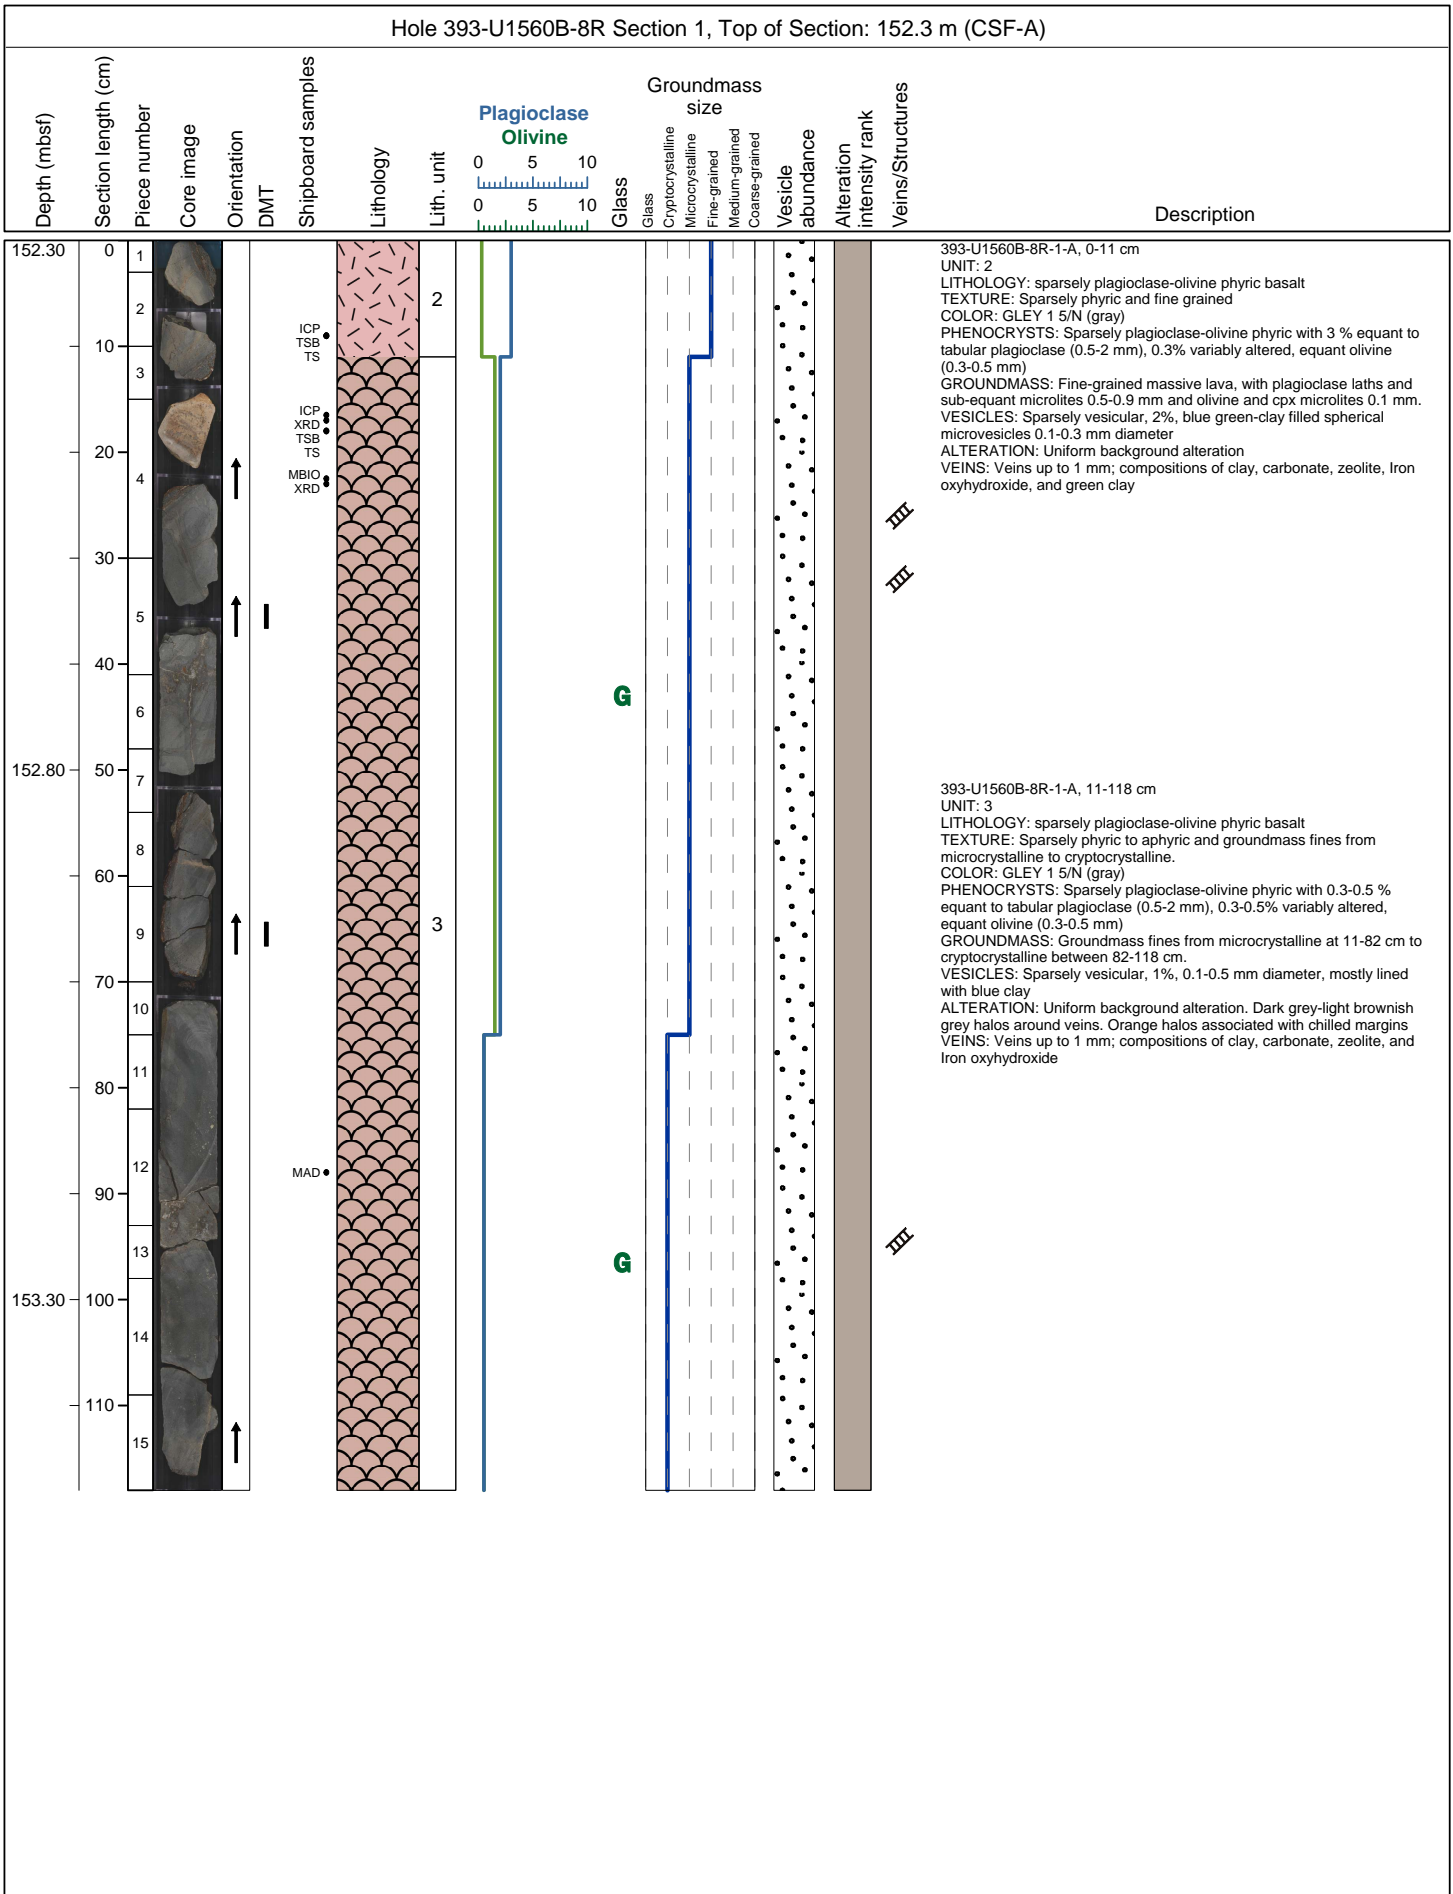 Hole 393-U1560B-8R Section 1, Top of Section: 152.3 m (CSF-A)
Depth (mbsf)
Section length (cm)
Piece number
Core image
Orientation
DMT
Shipboard samples
Lithology
Lith. unit
Plagioclase
Olivine
0 5 10
0 5 10
Glass
Groundmass
size
Glass
Cryptocrystalline
Microcrystalline
Fine-grained
Medium-grained
Coarse-grained
Vesicle
abundance
Alteration
intensity rank
Veins/Structures
Description
152.30
152.80
153.30
0
10
20
30
40
50
60
70
80
90
100
110
1
2
3
4
5
6
7
8
9
10
11
12
13
14
15
ICP
TSB
TS
ICP
XRD
TSB
TS
MBIO
XRD
MAD
2
3
G
G
393-U1560B-8R-1-A, 0-11 cm
UNIT: 2
LITHOLOGY: sparsely plagioclase-olivine phyric basalt
TEXTURE: Sparsely phyric and fine grained
COLOR: GLEY 1 5/N (gray)
PHENOCRYSTS: Sparsely plagioclase-olivine phyric with 3 % equant to
tabular plagioclase (0.5-2 mm), 0.3% variably altered, equant olivine
(0.3-0.5 mm)
GROUNDMASS: Fine-grained massive lava, with plagioclase laths and
sub-equant microlites 0.5-0.9 mm and olivine and cpx microlites 0.1 mm.
VESICLES: Sparsely vesicular, 2%, blue green-clay filled spherical
microvesicles 0.1-0.3 mm diameter
ALTERATION: Uniform background alteration
VEINS: Veins up to 1 mm; compositions of clay, carbonate, zeolite, Iron
oxyhydroxide, and green clay
393-U1560B-8R-1-A, 11-118 cm
UNIT: 3
LITHOLOGY: sparsely plagioclase-olivine phyric basalt
TEXTURE: Sparsely phyric to aphyric and groundmass fines from
microcrystalline to cryptocrystalline.
COLOR: GLEY 1 5/N (gray)
PHENOCRYSTS: Sparsely plagioclase-olivine phyric with 0.3-0.5 %
equant to tabular plagioclase (0.5-2 mm), 0.3-0.5% variably altered,
equant olivine (0.3-0.5 mm)
GROUNDMASS: Groundmass fines from microcrystalline at 11-82 cm to
cryptocrystalline between 82-118 cm.
VESICLES: Sparsely vesicular, 1%, 0.1-0.5 mm diameter, mostly lined
with blue clay
ALTERATION: Uniform background alteration. Dark grey-light brownish
grey halos around veins. Orange halos associated with chilled margins
VEINS: Veins up to 1 mm; compositions of clay, carbonate, zeolite, and
Iron oxyhydroxide